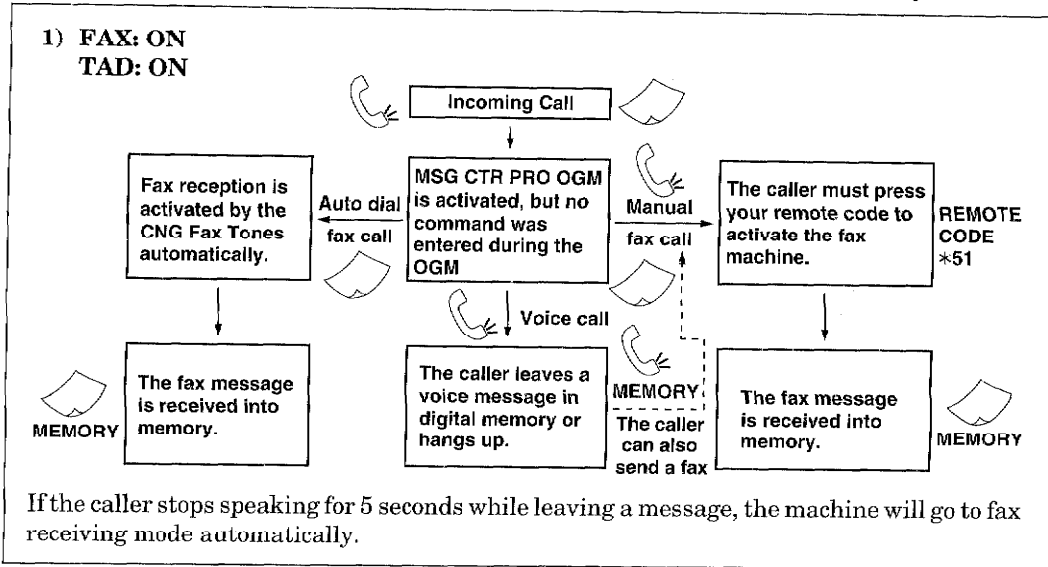 1) FAX: ON
TAD: ON
Incoming Call
Fax reception is
activated by the
CNG Fax Tones
automatically.
Auto dial
fax call
MSG CTR PRO OGM
is activated, but no
command was
entered during the
OGM
Manual
fax call
The caller must press
your remote code to
activate the fax
machine.
REMOTE
CODE
*51
Voice call
MEMORY
The fax message
is received into
memory.
The caller leaves a
voice message in
digital memory or
hangs up.
MEMORY
The caller
can also
send a fax
The fax message
is received into
memory.
MEMORY
If the caller stops speaking for 5 seconds while leaving a message, the machine will go to fax
receiving mode automatically.